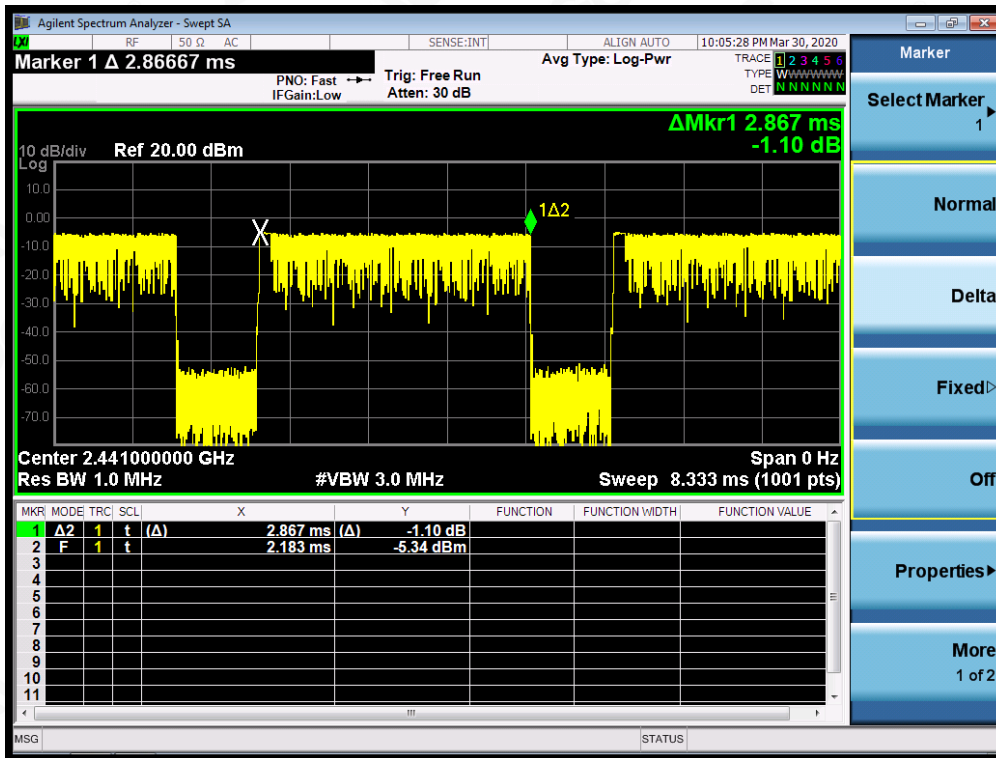 Agilent Spectrum Analyzer - Swept SA
LXI RF 50 Ω AC SENSE:INT ALIGN AUTO 10:05:28 PM Mar 30, 2020
Marker 1 Δ 2.86667 ms
PNO: Fast
IFGain:Low
Trig: Free Run
Atten: 30 dB
Avg Type: Log-Pwr
TRACE 1 2 3 4 5 6
TYPE WWWWWW
DET N N N N N N
ΔMkr1 2.867 ms
-1.10 dB
10 dB/div Ref 20.00 dBm
Log
10.0
0.00
-10.0
-20.0
-30.0
-40.0
-50.0
-60.0
-70.0
1Δ2
Center 2.441000000 GHz Span 0 Hz
Res BW 1.0 MHz #VBW 3.0 MHz Sweep 8.333 ms (1001 pts)
MKR MODE TRC SCL X Y FUNCTION FUNCTION WIDTH FUNCTION VALUE
1 Δ2 1 t (Δ) 2.867 ms (Δ) -1.10 dB
2 F 1 t 2.183 ms -5.34 dBm
3
4
5
6
7
8
9
10
11
MSG STATUS
Marker
Select Marker
1
Normal
Delta
Fixed
Off
Properties
More
1 of 2